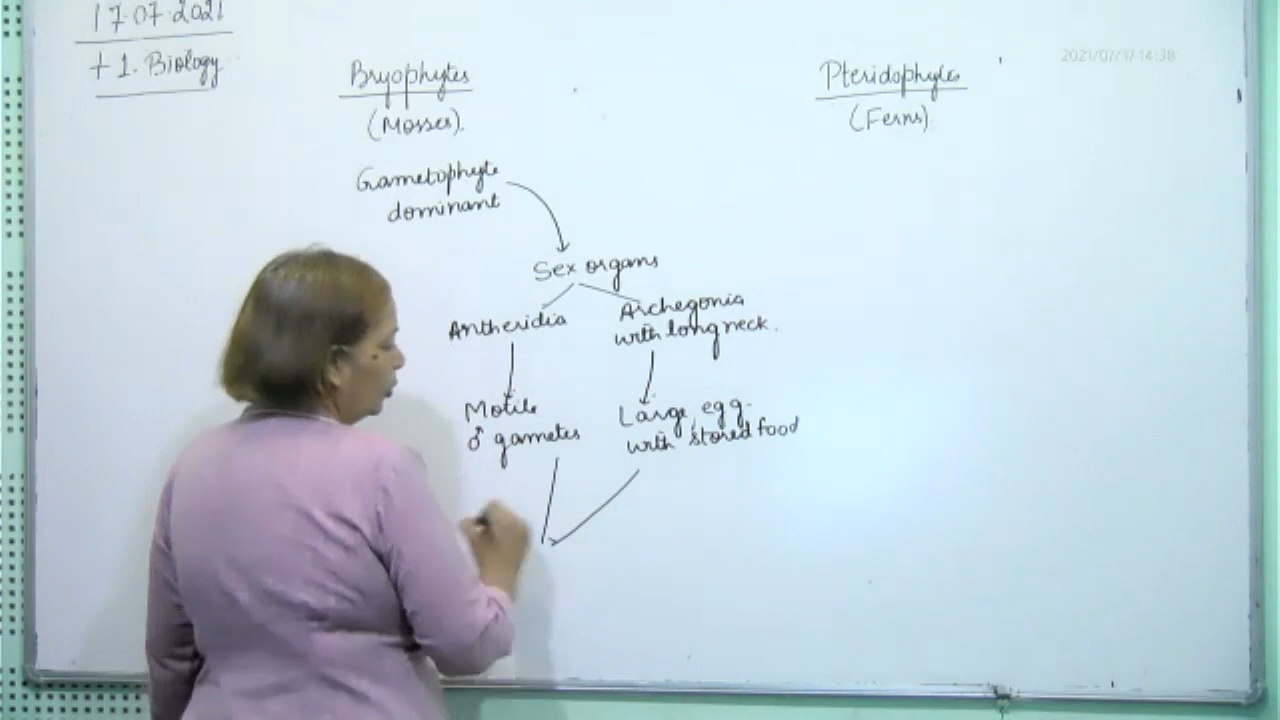 17.07.2021
+1. Biology
Bryophytes
(Mosses).
Gametophyte
dominant
Sex organs
Antheridia
Archegonia
with long neck.
Motile
♂ gametes
Large egg.
with stored food
Pteridophytes
(Ferns)
2021/07/17 14:38